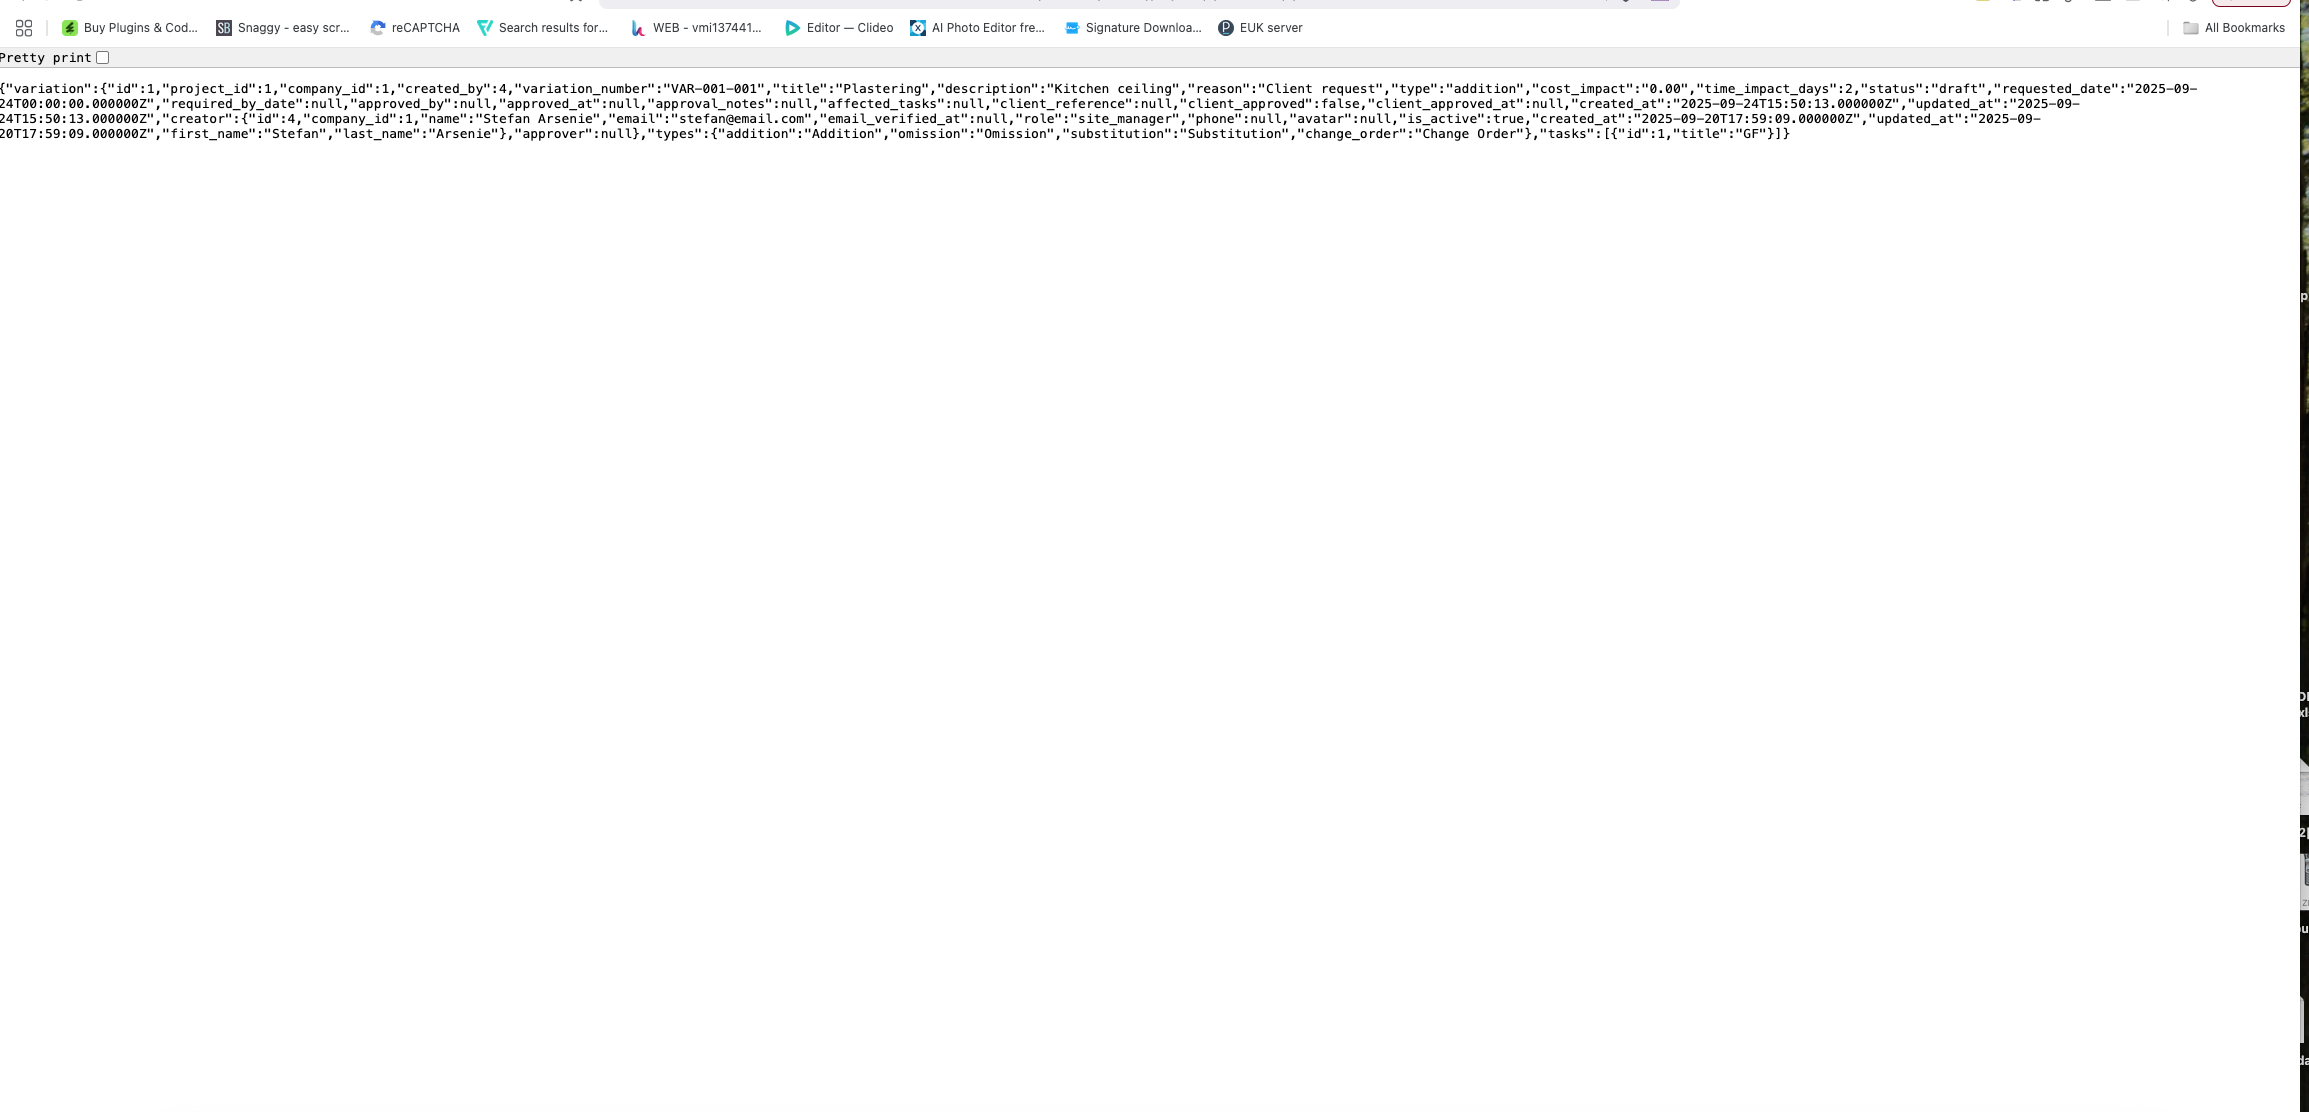 Buy Plugins & Cod... Snaggy - easy scr... reCAPTCHA Search results for... WEB - vmi137441... Editor — Clideo AI Photo Editor fre... Signature Downloa... EUK server All Bookmarks
Pretty print
{"variation":{"id":1,"project_id":1,"company_id":1,"created_by":4,"variation_number":"VAR-001-001","title":"Plastering","description":"Kitchen ceiling","reason":"Client request","type":"addition","cost_impact":"0.00","time_impact_days":2,"status":"draft","requested_date":"2025-09-
24T00:00:00.000000Z","required_by_date":null,"approved_by":null,"approved_at":null,"approval_notes":null,"affected_tasks":null,"client_reference":null,"client_approved":false,"client_approved_at":null,"created_at":"2025-09-24T15:50:13.000000Z","updated_at":"2025-09-
24T15:50:13.000000Z","creator":{"id":4,"company_id":1,"name":"Stefan Arsenie","email":"stefan@email.com","email_verified_at":null,"role":"site_manager","phone":null,"avatar":null,"is_active":true,"created_at":"2025-09-20T17:59:09.000000Z","updated_at":"2025-09-
20T17:59:09.000000Z","first_name":"Stefan","last_name":"Arsenie"},"approver":null},"types":{"addition":"Addition","omission":"Omission","substitution":"Substitution","change_order":"Change Order"},"tasks":[{"id":1,"title":"GF"}]}